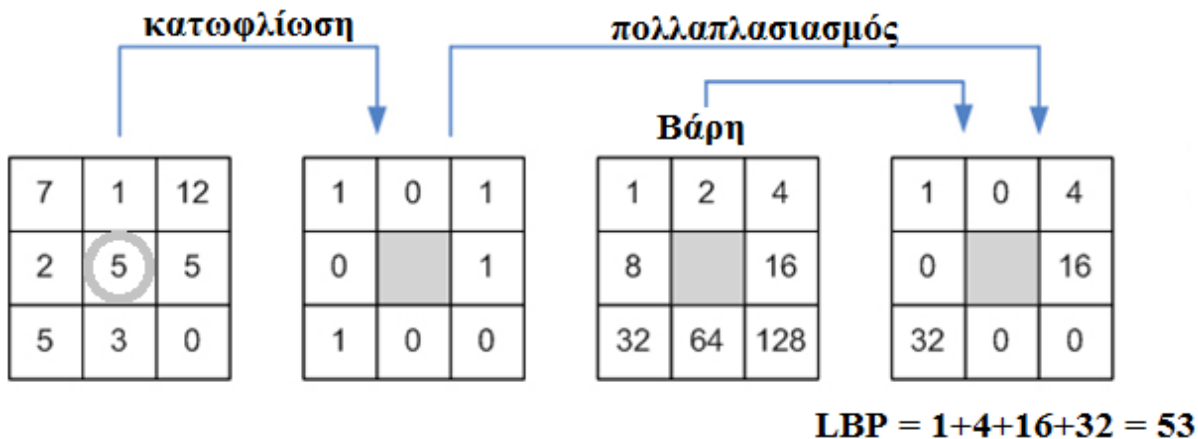 κατωφλίωση πολλαπλασιασμός
Βάρη
7 1 12 1 0 1 1 2 4 1 0 4
2 5 5 0 1 8 16 0 16
5 3 0 1 0 0 32 64 128 32 0 0
LBP = 1+4+16+32 = 53